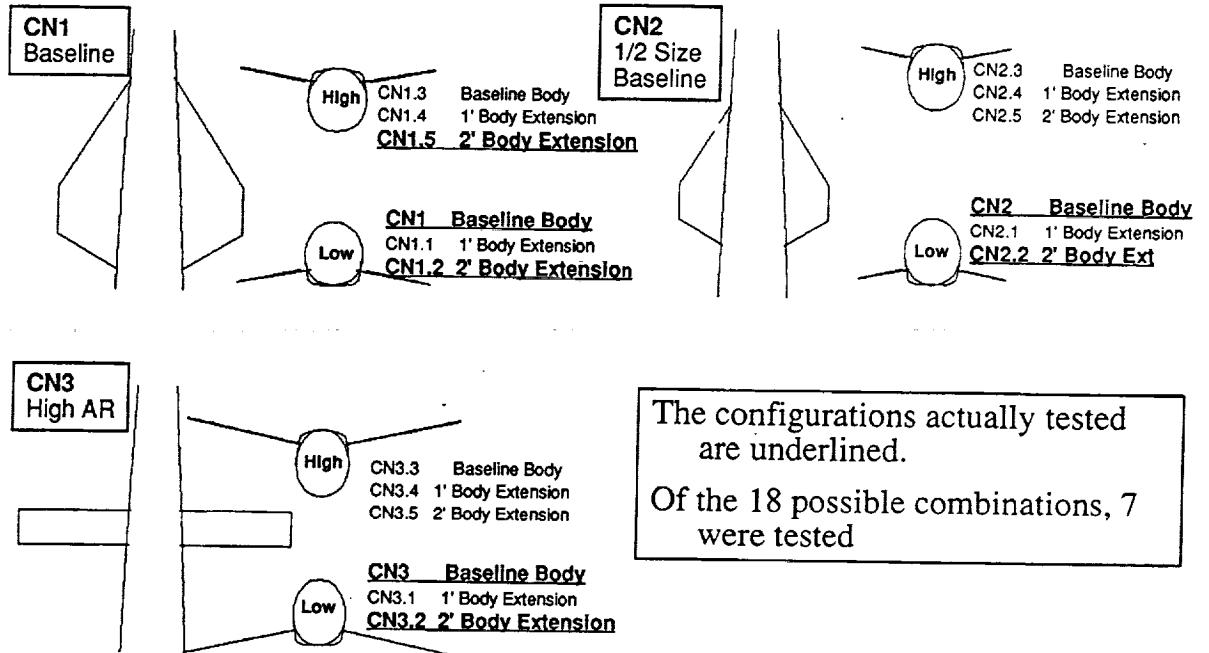 CN1
Baseline
High
CN1.3 Baseline Body
CN1.4 1' Body Extension
CN1.5 2' Body Extension
Low
CN1 Baseline Body
CN1.1 1' Body Extension
CN1.2 2' Body Extension
CN2
1/2 Size
Baseline
High
CN2.3 Baseline Body
CN2.4 1' Body Extension
CN2.5 2' Body Extension
Low
CN2 Baseline Body
CN2.1 1' Body Extension
CN2.2 2' Body Ext
CN3
High AR
High
CN3.3 Baseline Body
CN3.4 1' Body Extension
CN3.5 2' Body Extension
Low
CN3 Baseline Body
CN3.1 1' Body Extension
CN3.2 2' Body Extension
The configurations actually tested
are underlined.
Of the 18 possible combinations, 7
were tested